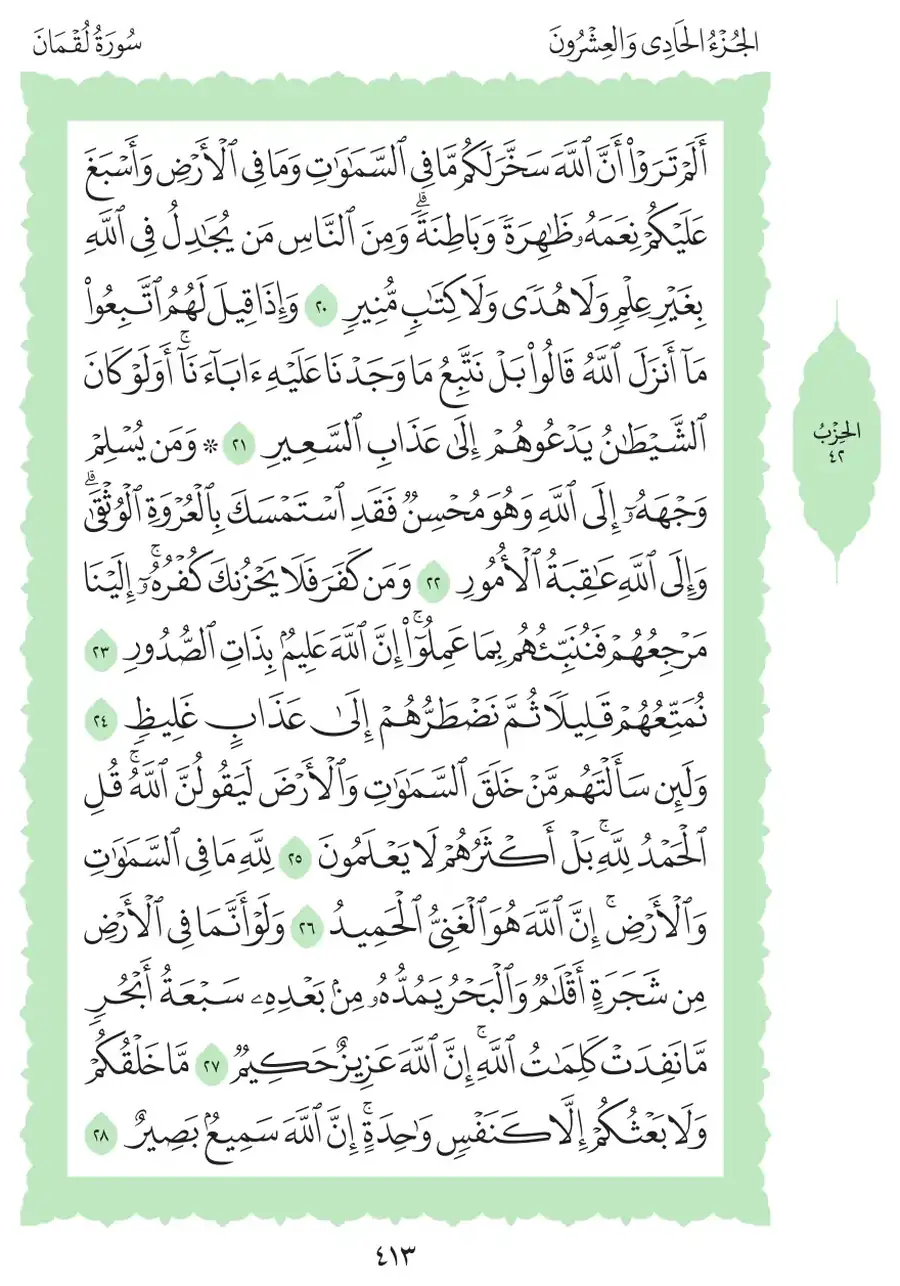 الجُزْءُ الحَادِى وَالعِشْرُونَ
سُورَةُ لُقْمَانَ
أَلَمْ تَرَوْا۟ أَنَّ ٱللَّهَ سَخَّرَ لَكُم مَّا فِى ٱلسَّمَٰوَٰتِ وَمَا فِى ٱلْأَرْضِ وَأَسْبَغَ
عَلَيْكُمْ نِعَمَهُۥ ظَٰهِرَةً وَبَاطِنَةً ۗ وَمِنَ ٱلنَّاسِ مَن يُجَٰدِلُ فِى ٱللَّهِ
بِغَيْرِ عِلْمٍ وَلَا هُدًى وَلَا كِتَٰبٍ مُّنِيرٍ ٢٠ وَإِذَا قِيلَ لَهُمُ ٱتَّبِعُوا۟
مَآ أَنزَلَ ٱللَّهُ قَالُوا۟ بَلْ نَتَّبِعُ مَا وَجَدْنَا عَلَيْهِ ءَابَآءَنَآ ۚ أَوَلَوْ كَانَ
ٱلشَّيْطَٰنُ يَدْعُوهُمْ إِلَىٰ عَذَابِ ٱلسَّعِيرِ ٢١ * وَمَن يُسْلِمْ
وَجْهَهُۥٓ إِلَى ٱللَّهِ وَهُوَ مُحْسِنٌ فَقَدِ ٱسْتَمْسَكَ بِٱلْعُرْوَةِ ٱلْوُثْقَىٰ ۗ
وَإِلَى ٱللَّهِ عَٰقِبَةُ ٱلْأُمُورِ ٢٢ وَمَن كَفَرَ فَلَا يَحْزُنكَ كُفْرُهُۥٓ ۚ إِلَيْنَا
مَرْجِعُهُمْ فَنُنَبِّئُهُم بِمَا عَمِلُوٓا۟ ۚ إِنَّ ٱللَّهَ عَلِيمٌۢ بِذَاتِ ٱلصُّدُورِ ٢٣
نُمَتِّعُهُمْ قَلِيلًا ثُمَّ نَضْطَرُّهُمْ إِلَىٰ عَذَابٍ غَلِيظٍ ٢٤
وَلَئِن سَأَلْتَهُم مَّنْ خَلَقَ ٱلسَّمَٰوَٰتِ وَٱلْأَرْضَ لَيَقُولُنَّ ٱللَّهُ ۚ قُلِ
ٱلْحَمْدُ لِلَّهِ ۚ بَلْ أَكْثَرُهُمْ لَا يَعْلَمُونَ ٢٥ لِلَّهِ مَا فِى ٱلسَّمَٰوَٰتِ
وَٱلْأَرْضِ ۚ إِنَّ ٱللَّهَ هُوَ ٱلْغَنِىُّ ٱلْحَمِيدُ ٢٦ وَلَوْ أَنَّمَا فِى ٱلْأَرْضِ
مِن شَجَرَةٍ أَقْلَٰمٌ وَٱلْبَحْرُ يَمُدُّهُۥ مِنۢ بَعْدِهِۦ سَبْعَةُ أَبْحُرٍ
مَّا نَفِدَتْ كَلِمَٰتُ ٱللَّهِ ۚ إِنَّ ٱللَّهَ عَزِيزٌ حَكِيمٌ ٢٧ مَّا خَلْقُكُمْ
وَلَا بَعْثُكُمْ إِلَّا كَنَفْسٍ وَٰحِدَةٍ ۚ إِنَّ ٱللَّهَ سَمِيعٌۢ بَصِيرٌ ٢٨
الحِزْبُ
٤٢
٤١٣